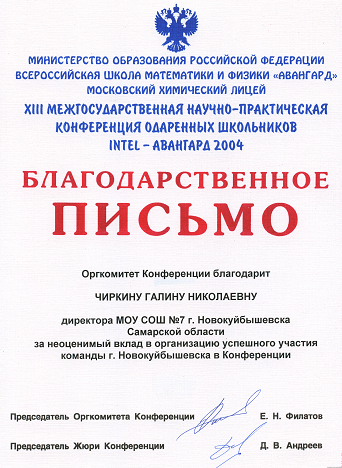 МИНИСТЕРСТВО ОБРАЗОВАНИЯ РОССИЙСКОЙ ФЕДЕРАЦИИ
ВСЕРОССИЙСКАЯ ШКОЛА МАТЕМАТИКИ И ФИЗИКИ «АВАНГАРД»
МОСКОВСКИЙ ХИМИЧЕСКИЙ ЛИЦЕЙ
XIII МЕЖГОСУДАРСТВЕННАЯ НАУЧНО-ПРАКТИЧЕСКАЯ
КОНФЕРЕНЦИЯ ОДАРЕННЫХ ШКОЛЬНИКОВ
INTEL – АВАНГАРД 2004
БЛАГОДАРСТВЕННОЕ
ПИСЬМО
Оргкомитет Конференции благодарит
ЧИРКИНУ ГАЛИНУ НИКОЛАЕВНУ
директора МОУ СОШ №7 г. Новокуйбышевска
Самарской области
за неоценимый вклад в организацию успешного участия
команды г. Новокуйбышевска в Конференции
Председатель Оргкомитета Конференции Е. Н. Филатов
Председатель Жюри Конференции Д. В. Андреев